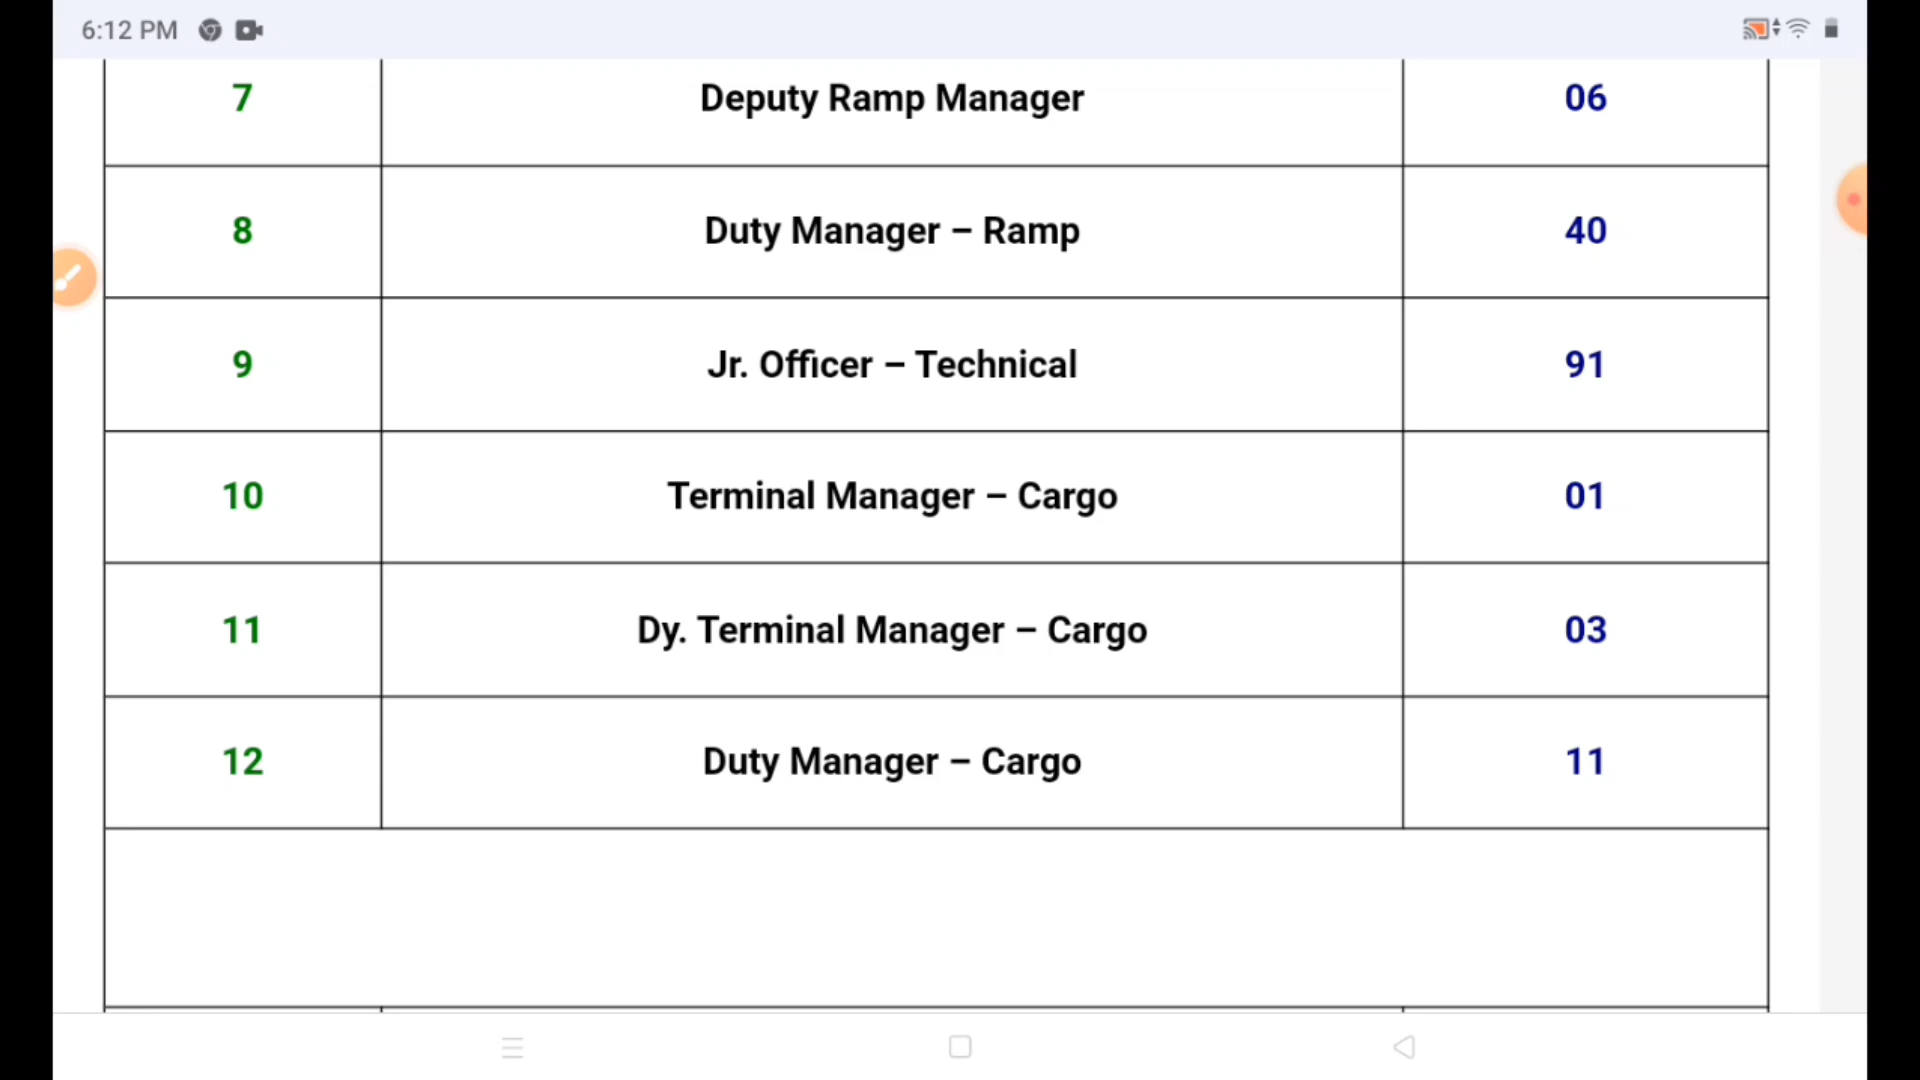 6:12 PM
7 Deputy Ramp Manager 06
8 Duty Manager – Ramp 40
9 Jr. Officer – Technical 91
10 Terminal Manager – Cargo 01
11 Dy. Terminal Manager – Cargo 03
12 Duty Manager – Cargo 11